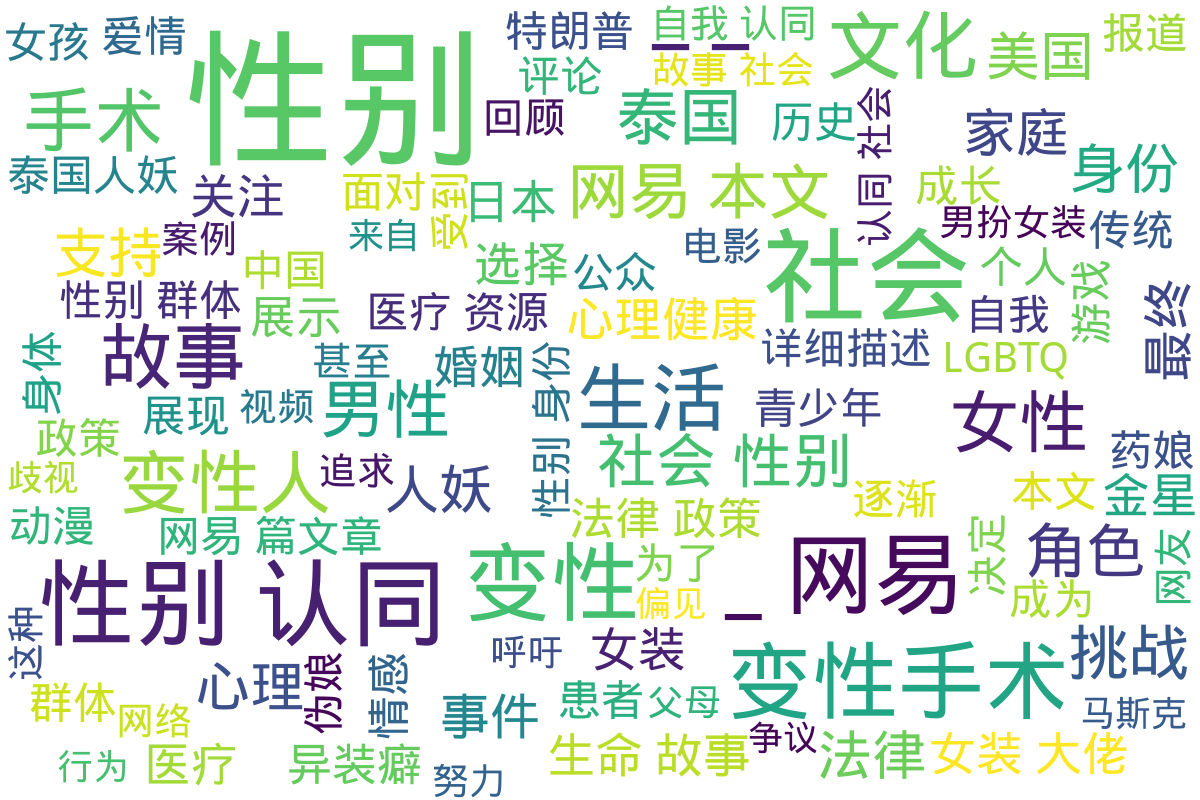 女孩
爱情
性别
特朗普
自我 认同
_ _
文化
美国
报道
评论
故事 社会
手术
回顾
泰国
历史
认同 社会
家庭
身份
泰国人妖
关注
面对
受到
日本
网易 本文
成长
男扮女装
传统
支持
案例
来自
选择
公众
电影
社会
个人
游戏
中国
性别 群体
展示
医疗 资源
心理健康
自我
最终
故事
甚至
婚姻
性别 身份
生活
详细描述
LGBTQ
身体
展现
视频
男性
青少年
女性
政策
药娘
歧视
变性人
追求
人妖
社会 性别
逐渐
本文
金星
动漫
网易 篇文章
法律 政策
决定
角色
网友
性别 认同
变性
为了
偏见
_ 网易
成为
这种
呼吁
女装
变性手术
挑战
群体
网络
心理
伪娘
情感
事件
患者
父母
马斯克
争议
行为
医疗
异装癖
努力
生命 故事
法律
女装 大佬